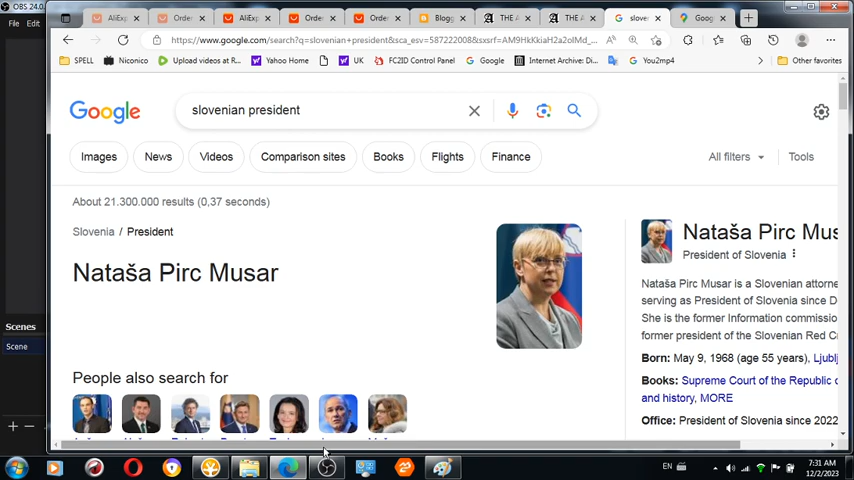 OBS 24.0.
File Edit
AliExp
Order
AliExp
Order
Order
Blogg
THE A
THE A
slove
Goog
https://www.google.com/search?q=slovenian+president&sca_esv=587222008&sxsrf=AM9HkKkiaH2a2oIMd_...
SPELL
Niconico
Upload videos at R...
Yahoo Home
UK
FC2ID Control Panel
Google
Internet Archive: Di...
You2mp4
Other favorites
Google
slovenian president
Images
News
Videos
Comparison sites
Books
Flights
Finance
All filters
Tools
About 21.300.000 results (0,37 seconds)
Slovenia / President
Nataša Pirc Musar
Nataša Pirc Mus
President of Slovenia
Nataša Pirc Musar is a Slovenian attorne
serving as President of Slovenia since D
She is the former Information commissio
former president of the Slovenian Red C
Born: May 9, 1968 (age 55 years), Ljublj
Books: Supreme Court of the Republic o
and history, MORE
Office: President of Slovenia since 2022
People also search for
Scenes
Scene
EN
7:31 AM
12/2/2023